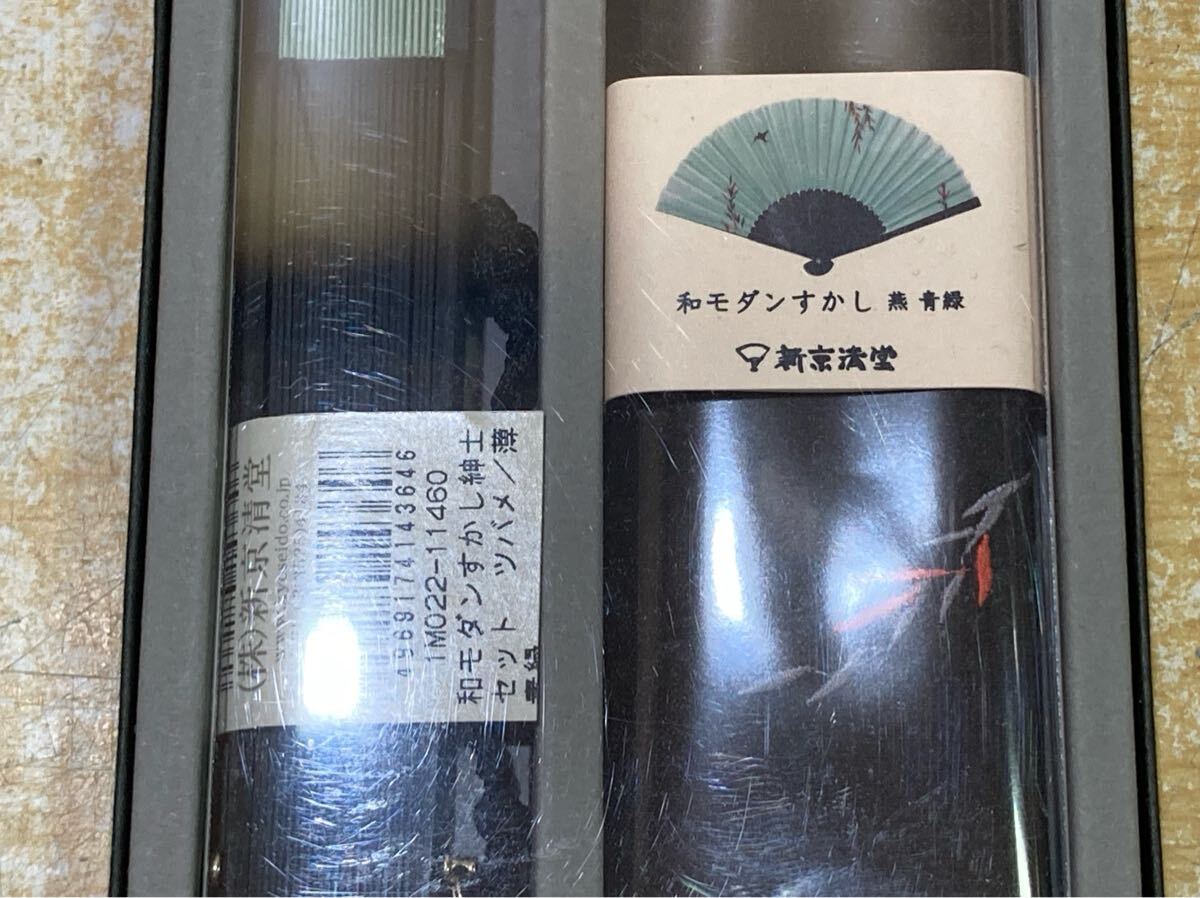 和モダンすかし 燕 青緑
新京清堂
(株)新京清堂
4969174143646
1M022-11460
和モダンすかし紳士
セット ツバメ/薄
青緑